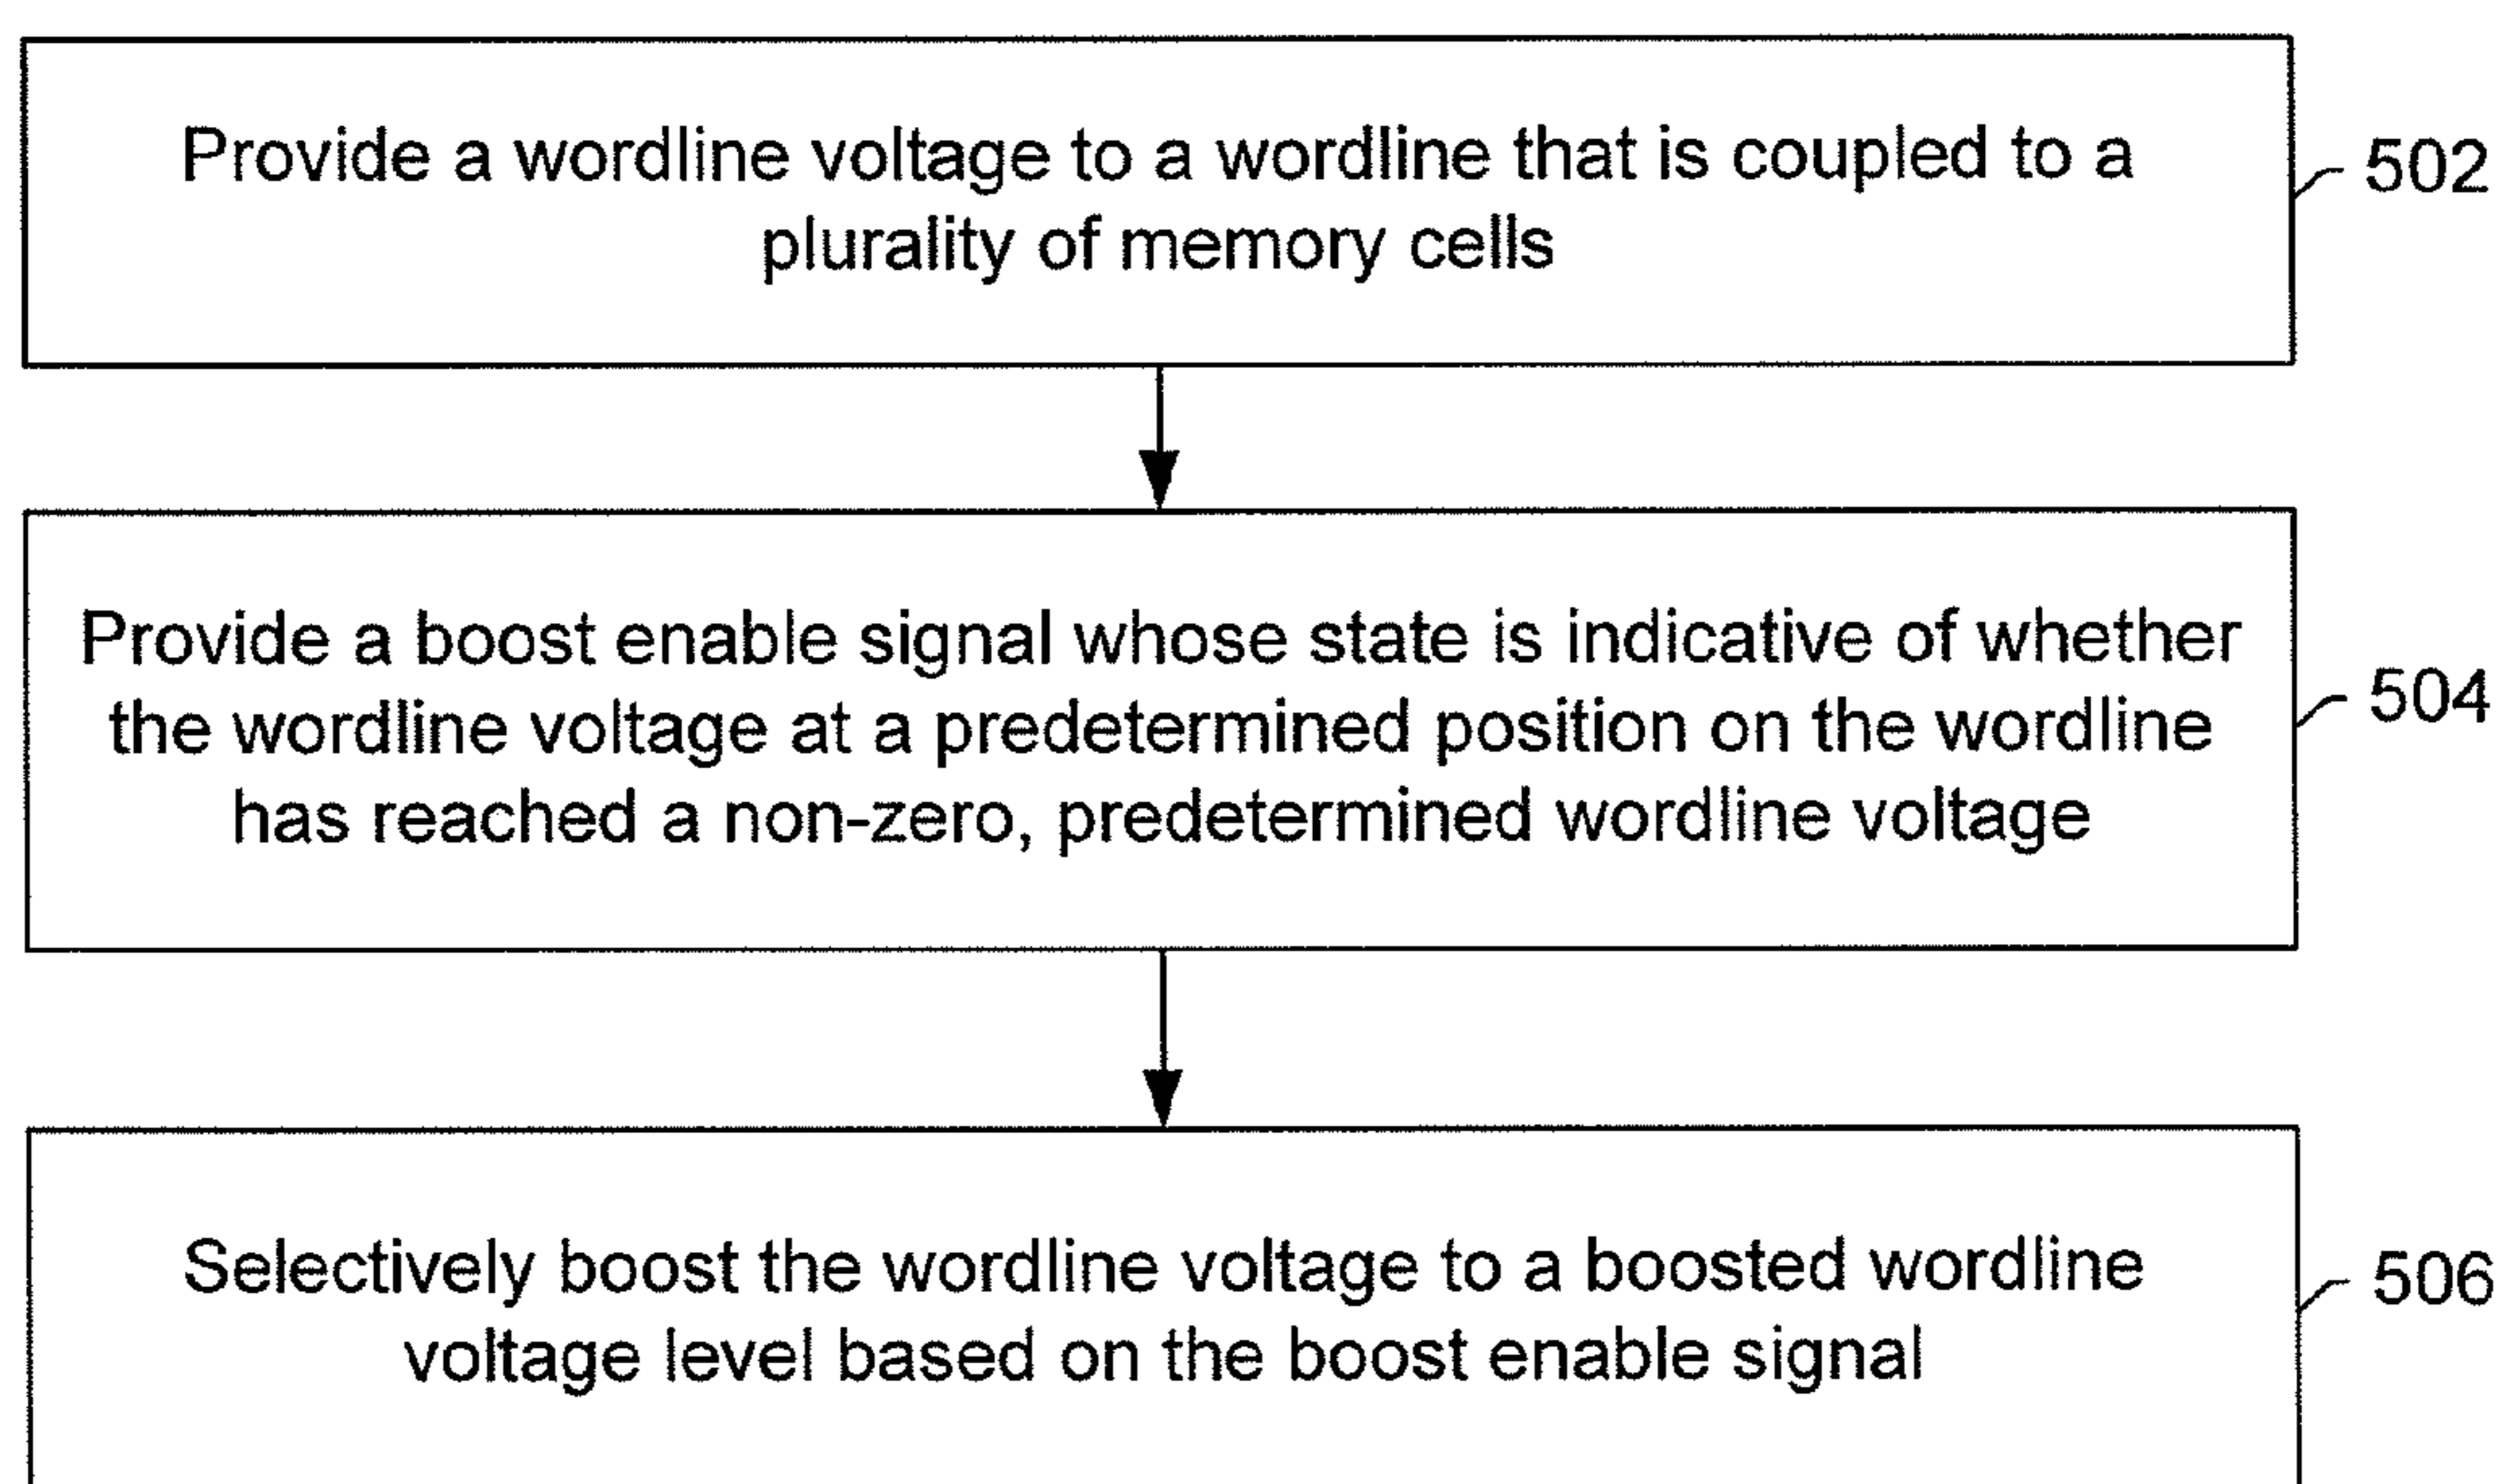 Provide a wordline voltage to a wordline that is coupled to a
plurality of memory cells
502
Provide a boost enable signal whose state is indicative of whether
the wordline voltage at a predetermined position on the wordline
has reached a non-zero, predetermined wordline voltage
504
Selectively boost the wordline voltage to a boosted wordline
voltage level based on the boost enable signal
506